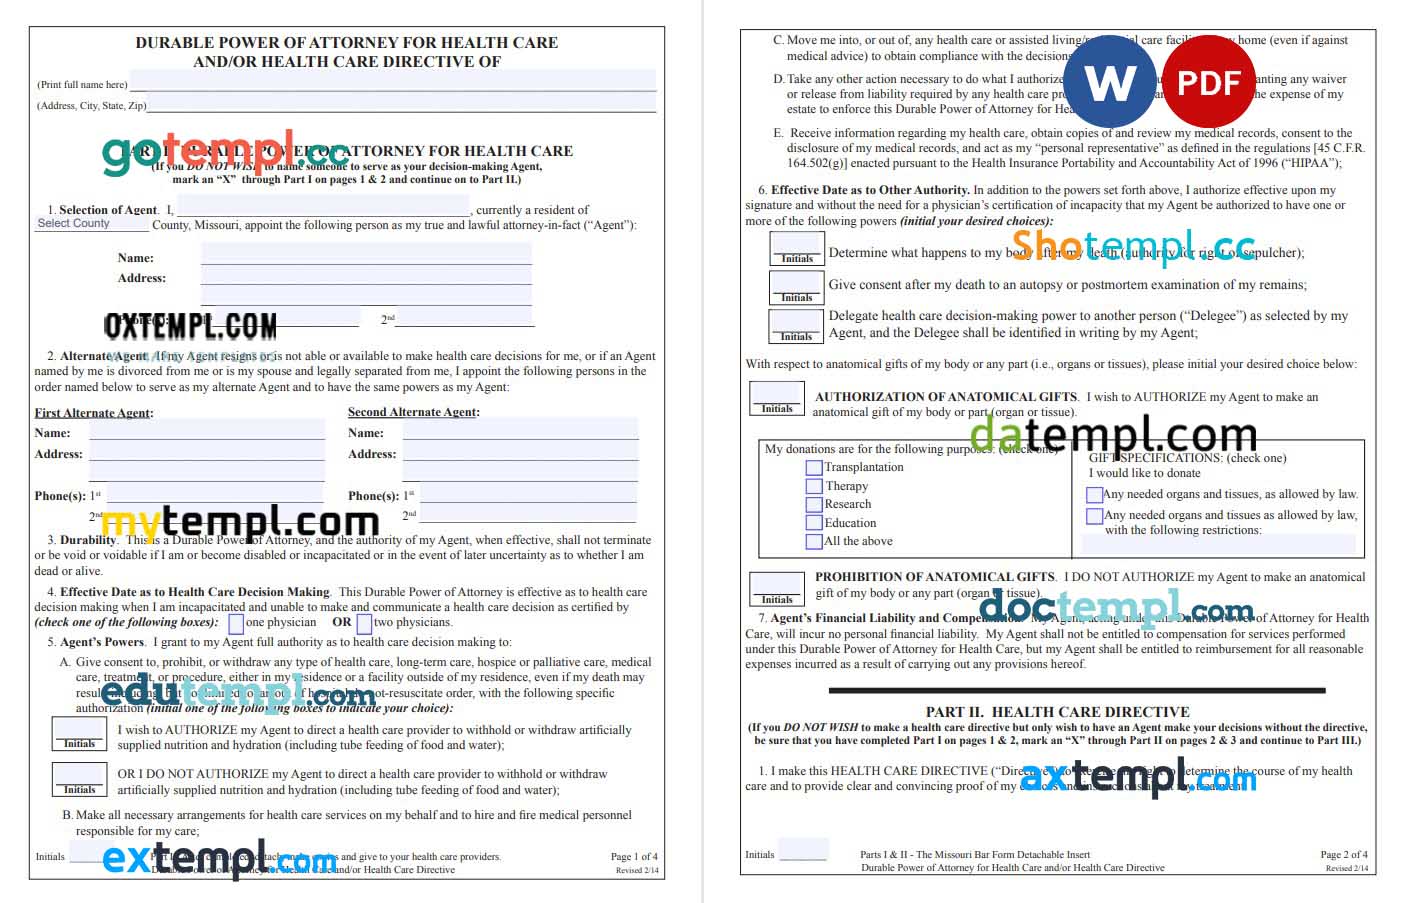 DURABLE POWER OF ATTORNEY FOR HEALTH CARE
AND/OR HEALTH CARE DIRECTIVE OF
(Print full name here)
(Address, City, State, Zip)
gotempl.cc
POWER OF ATTORNEY FOR HEALTH CARE
(If you DO NOT WISH to name someone to serve as your decision-making Agent,
mark an “X” through Part I on pages 1 & 2 and continue on to Part II.)
1. Selection of Agent. I, , currently a resident of
Select County County, Missouri, appoint the following person as my true and lawful attorney-in-fact (“Agent”):
Name:
Address:
OXTEMPL.COM
2nd
2. Alternate Agent. If my Agent resigns or is not able or available to make health care decisions for me, or if an Agent
named by me is divorced from me or is my spouse and legally separated from me, I appoint the following persons in the
order named below to serve as my alternate Agent and to have the same powers as my Agent:
First Alternate Agent:
Second Alternate Agent:
Name:
Name:
Address:
Address:
Phone(s): 1st
Phone(s): 1st
2nd
2nd
mytempl.com
3. Durability. This is a Durable Power of Attorney, and the authority of my Agent, when effective, shall not terminate
or be void or voidable if I am or become disabled or incapacitated or in the event of later uncertainty as to whether I am
dead or alive.
4. Effective Date as to Health Care Decision Making. This Durable Power of Attorney is effective as to health care
decision making when I am incapacitated and unable to make and communicate a health care decision as certified by
(check one of the following boxes): one physician OR two physicians.
5. Agent’s Powers. I grant to my Agent full authority as to health care decision making to:
A. Give consent to, prohibit, or withdraw any type of health care, long-term care, hospice or palliative care, medical
care, treatment, or procedure, either in my residence or a facility outside of my residence, even if my death may
not-resuscitate order, with the following specific
edutempl.com
authorization (initial one of the following boxes to indicate your choice):
Initials
I wish to AUTHORIZE my Agent to direct a health care provider to withhold or withdraw artificially
supplied nutrition and hydration (including tube feeding of food and water);
Initials
OR I DO NOT AUTHORIZE my Agent to direct a health care provider to withhold or withdraw
artificially supplied nutrition and hydration (including tube feeding of food and water);
B. Make all necessary arrangements for health care services on my behalf and to hire and fire medical personnel
responsible for my care;
Initials
and give to your health care providers.
Page 1 of 4
extempl.com
and/or Health Care Directive
Revised 2/14
C. Move me into, or out of, any health care or assisted living/ care home (even if against
medical advice) to obtain compliance with the decisions
D. Take any other action necessary to do what I authorize granting any waiver
or release from liability required by any health care the expense of my
estate to enforce this Durable Power of Attorney for
W
PDF
E. Receive information regarding my health care, obtain copies of and review my medical records, consent to the
disclosure of my medical records, and act as my “personal representative” as defined in the regulations [45 C.F.R.
164.502(g)] enacted pursuant to the Health Insurance Portability and Accountability Act of 1996 (“HIPAA”);
6. Effective Date as to Other Authority. In addition to the powers set forth above, I authorize effective upon my
signature and without the need for a physician’s certification of incapacity that my Agent be authorized to have one or
more of the following powers (initial your desired choices):
Initials
Determine what happens to my body after my death (authority for right of sepulcher);
Shotempl.cc
Initials
Give consent after my death to an autopsy or postmortem examination of my remains;
Initials
Delegate health care decision-making power to another person (“Delegee”) as selected by my
Agent, and the Delegee shall be identified in writing by my Agent;
With respect to anatomical gifts of my body or any part (i.e., organs or tissues), please initial your desired choice below:
Initials
AUTHORIZATION OF ANATOMICAL GIFTS. I wish to AUTHORIZE my Agent to make an
anatomical gift of my body or part (organ or tissue).
datempl.com
My donations are for the following purposes: (check one)
Transplantation
Therapy
Research
Education
All the above
GIFT SPECIFICATIONS: (check one)
I would like to donate
Any needed organs and tissues, as allowed by law.
Any needed organs and tissues as allowed by law,
with the following restrictions:
Initials
PROHIBITION OF ANATOMICAL GIFTS. I DO NOT AUTHORIZE my Agent to make an anatomical
gift of my body or any part (organ or tissue).
doctempl.com
7. Agent’s Financial Liability and Compensation. My Agent, acting under this Durable Power of Attorney for Health
Care, will incur no personal financial liability. My Agent shall not be entitled to compensation for services performed
under this Durable Power of Attorney for Health Care, but my Agent shall be entitled to reimbursement for all reasonable
expenses incurred as a result of carrying out any provisions hereof.
PART II. HEALTH CARE DIRECTIVE
(If you DO NOT WISH to make a health care directive but only wish to have an Agent make your decisions without the directive,
be sure that you have completed Part I on pages 1 & 2, mark an “X” through Part II on pages 2 & 3 and continue to Part III.)
1. I make this HEALTH CARE DIRECTIVE (“Directive”) to exercise my right to determine the course of my health
care and to provide clear and convincing proof of my
axtempl.com
Initials
Parts I & II - The Missouri Bar Form Detachable Insert
Page 2 of 4
Durable Power of Attorney for Health Care and/or Health Care Directive
Revised 2/14